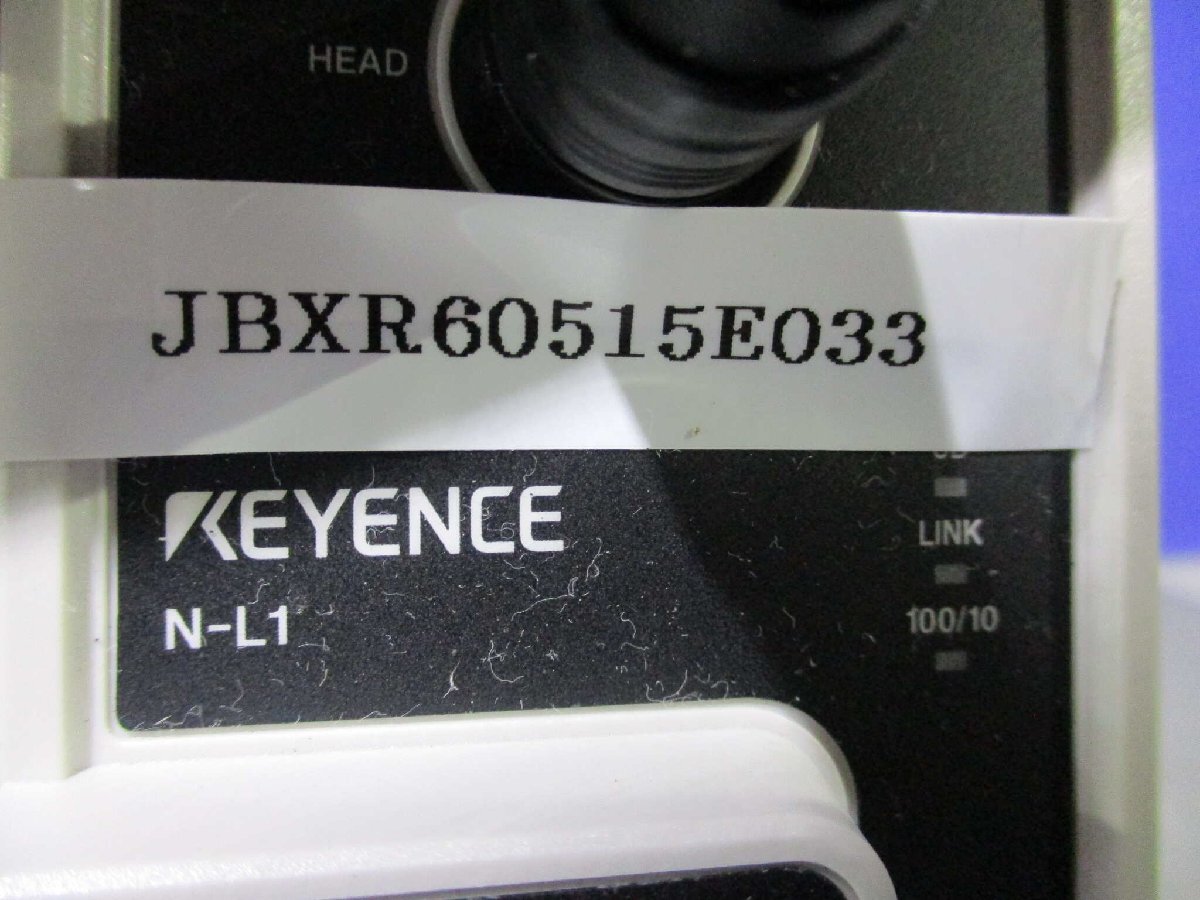 HEAD
JBXR60515E033
KEYENCE
N-L1
LINK
100/10